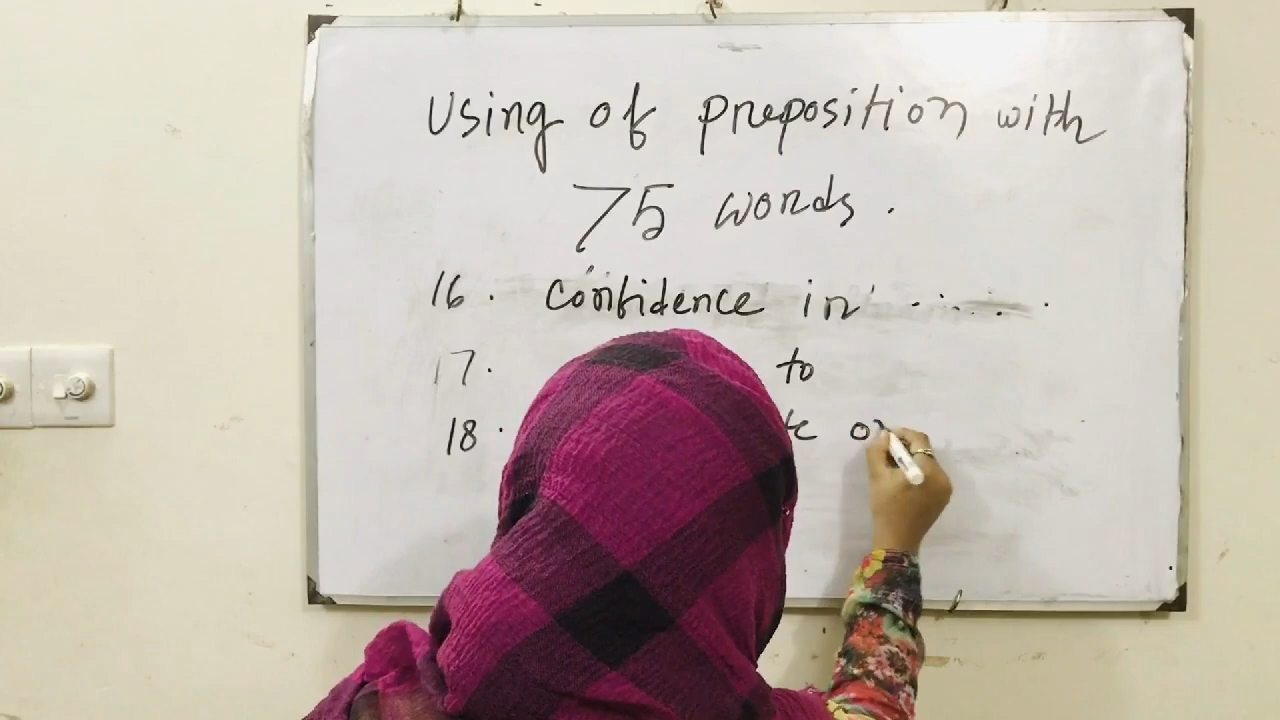 Using of preposition with
75 words.
16. Confidence in .....
17. to
18.